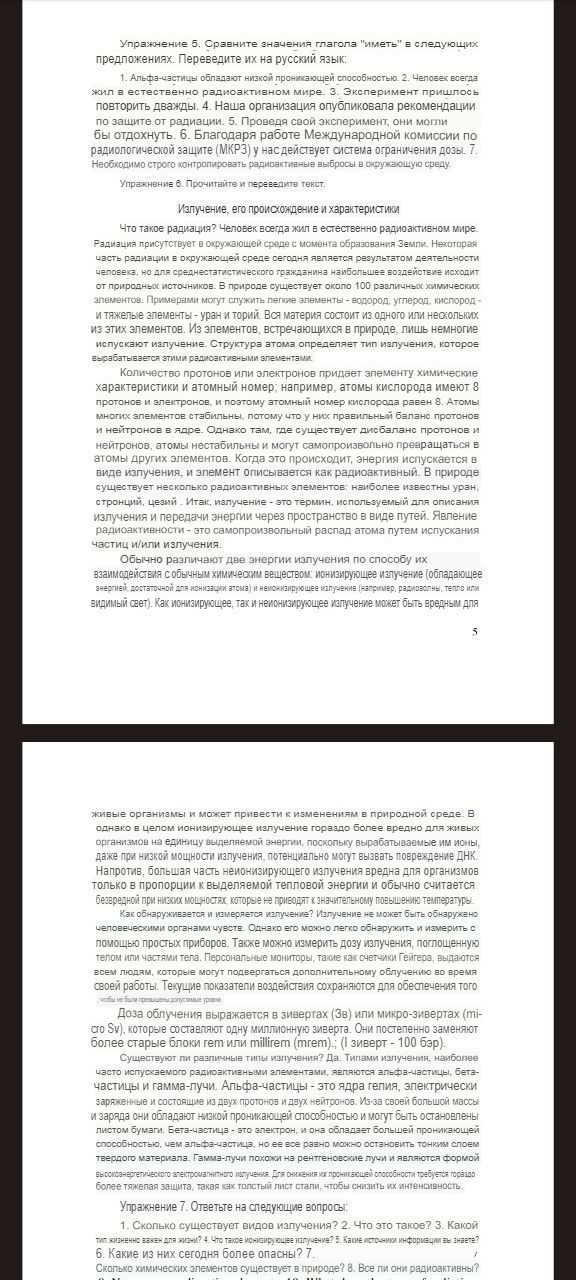 Упражнение 5. Сравните значения глагола "иметь" в следующих
предложениях. Переведите их на русский язык:
1. Альфа-частицы обладают низкой проникающей способностью. 2. Человек всегда
жил в естественно радиоактивном мире. 3. Эксперимент пришлось
повторить дважды. 4. Наша организация опубликовала рекомендации
по защите от радиации. 5. Проведя свой эксперимент, они могли
бы отдохнуть. 6. Благодаря работе Международной комиссии по
радиологической защите (МКРЗ) у нас действует система ограничения дозы. 7.
Необходимо строго контролировать радиоактивные выбросы в окружающую среду.
Упражнение 6. Прочитайте и переведите текст.
Излучение, его происхождение и характеристики
Что такое радиация? Человек всегда жил в естественно радиоактивном мире.
Радиация присутствует в окружающей среде с момента образования Земли. Некоторая
часть радиации в окружающей среде сегодня является результатом деятельности
человека, но для среднестатистического гражданина наибольшее воздействие исходит
от природных источников. В природе существует около 100 различных химических
элементов. Примерами могут служить легкие элементы - водород, углерод, кислород -
и тяжелые элементы - уран и торий. Вся материя состоит из одного или нескольких
из этих элементов. Из элементов, встречающихся в природе, лишь немногие
испускают излучение. Структура атома определяет тип излучения, которое
вырабатывается этими радиоактивными элементами.
Количество протонов или электронов придает элементу химические
характеристики и атомный номер; например, атомы кислорода имеют 8
протонов и электронов, и поэтому атомный номер кислорода равен 8. Атомы
многих элементов стабильны, потому что у них правильный баланс протонов
и нейтронов в ядре. Однако там, где существует дисбаланс протонов и
нейтронов, атомы нестабильны и могут самопроизвольно превращаться в
атомы других элементов. Когда это происходит, энергия испускается в
виде излучения, и элемент описывается как радиоактивный. В природе
существует несколько радиоактивных элементов: наиболее известны уран,
стронций, цезий . Итак, излучение - это термин, используемый для описания
излучения и передачи энергии через пространство в виде путей. Явление
радиоактивности - это самопроизвольный распад атома путем испускания
частиц и/или излучения.
Обычно различают две энергии излучения по способу их
взаимодействия с обычным химическим веществом: ионизирующее излучение (обладающее
энергией, достаточной для ионизации атома) и неионизирующее излучение (например, радиоволны, тепло или
видимый свет). Как ионизирующее, так и неионизирующее излучение может быть вредным для
5
живые организмы и может привести к изменениям в природной среде. В
однако в целом ионизирующее излучение гораздо более вредно для живых
организмов на единицу выделяемой энергии, поскольку вырабатываемые им ионы,
даже при низкой мощности излучения, потенциально могут вызвать повреждение ДНК.
Напротив, большая часть неионизирующего излучения вредна для организмов
только в пропорции к выделяемой тепловой энергии и обычно считается
безвредной при низких мощностях, которые не приводят к значительному повышению температуры.
Как обнаруживается и измеряется излучение? Излучение не может быть обнаружено
человеческими органами чувств. Однако его можно легко обнаружить и измерить с
помощью простых приборов. Также можно измерить дозу излучения, поглощенную
телом или частями тела. Персональные мониторы, такие как счетчики Гейгера, выдаются
всем людям, которые могут подвергаться дополнительному облучению во время
своей работы. Текущие показатели воздействия сохраняются для обеспечения того
, чтобы не были превышены допустимые уровни.
Доза облучения выражается в зивертах (Зв) или микро-зивертах (mi-
cro Sv), которые составляют одну миллионную зиверта. Они постепенно заменяют
более старые блоки rem или millirem (mrem).; (I зиверт - 100 бэр).
Существуют ли различные типы излучения? Да. Типами излучения, наиболее
часто испускаемого радиоактивными элементами, являются альфа-частицы, бета-
частицы и гамма-лучи. Альфа-частицы - это ядра гелия, электрически
заряженные и состоящие из двух протонов и двух нейтронов. Из-за своей большой массы
и заряда они обладают низкой проникающей способностью и могут быть остановлены
листом бумаги. Бета-частица - это электрон, и она обладает большей проникающей
способностью, чем альфа-частица, но ее все равно можно остановить тонким слоем
твердого материала. Гамма-лучи похожи на рентгеновские лучи и являются формой
высокоэнергетического электромагнитного излучения. Для снижения их проникающей способности требуется гораздо
более тяжелая защита, такая как толстый лист стали, чтобы снизить их интенсивность.
Упражнение 7. Ответьте на следующие вопросы:
1. Сколько существует видов излучения? 2. Что это такое? 3. Какой
тип жизненно важен для жизни? 4. Что такое ионизирующее излучение? 5. Какие источники информации вы знаете?
6. Какие из них сегодня более опасны? 7.
Сколько химических элементов существует в природе? 8. Все ли они радиоактивны?